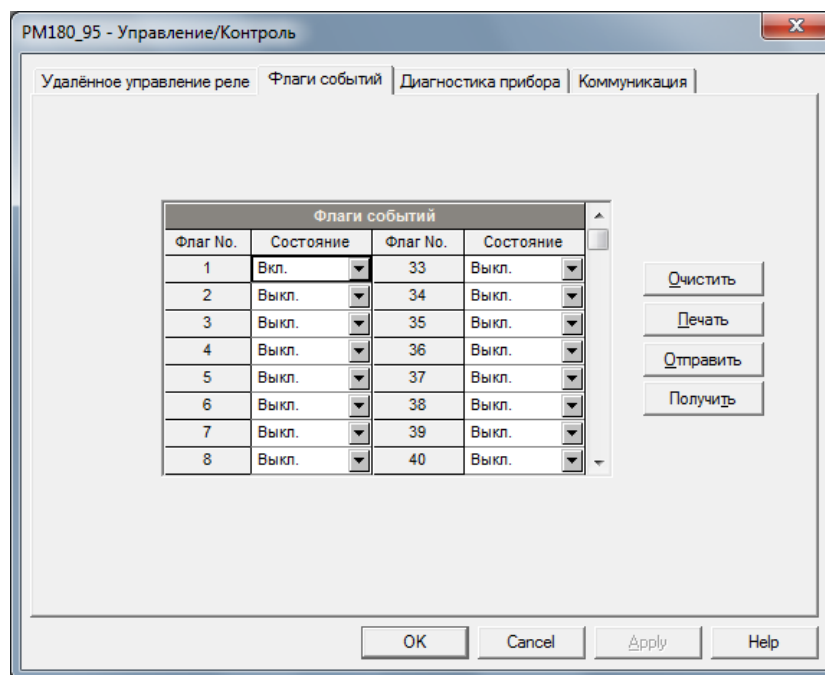 PM180_95 - Управление/Контроль
Удалённое управление реле Флаги событий Диагностика прибора Коммуникация
Флаги событий
Флаг No. Состояние Флаг No. Состояние
1 Вкл. 33 Выкл.
2 Выкл. 34 Выкл.
3 Выкл. 35 Выкл.
4 Выкл. 36 Выкл.
5 Выкл. 37 Выкл.
6 Выкл. 38 Выкл.
7 Выкл. 39 Выкл.
8 Выкл. 40 Выкл.
Очистить
Печать
Отправить
Получить
OK Cancel Apply Help